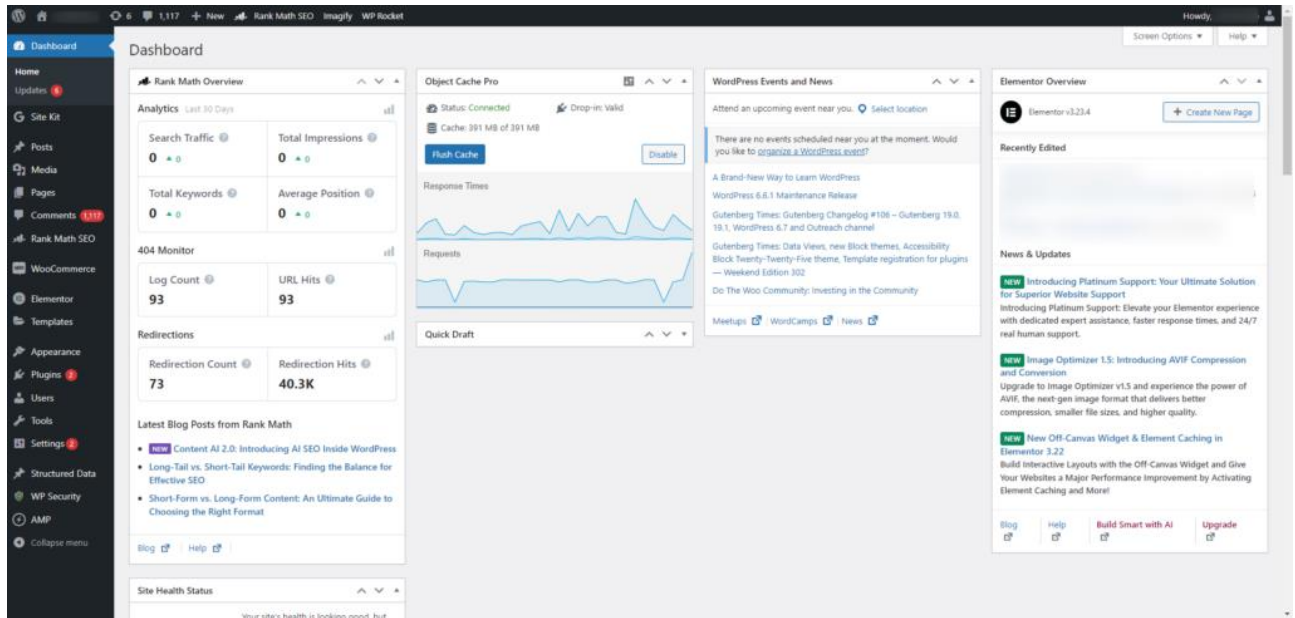 6 1,117 + New Rank Math SEO Imagify WP Rocket
Howdy,
Screen Options ▼ Help ▼
Dashboard
Home
Updates 6
Site Kit
Posts
Media
Pages
Comments 1,117
Rank Math SEO
WooCommerce
Elementor
Templates
Appearance
Plugins 2
Users
Tools
Settings 2
Structured Data
WP Security
AMP
Collapse menu
Dashboard
Rank Math Overview
Analytics Last 30 Days
Search Traffic Total Impressions
0 ▲ 0 0 ▲ 0
Total Keywords Average Position
0 ▲ 0 0 ▲ 0
404 Monitor
Log Count URL Hits
93 93
Redirections
Redirection Count Redirection Hits
73 40.3K
Latest Blog Posts from Rank Math
• NEW Content AI 2.0: Introducing AI SEO Inside WordPress
• Long-Tail vs. Short-Tail Keywords: Finding the Balance for
Effective SEO
• Short-Form vs. Long-Form Content: An Ultimate Guide to
Choosing the Right Format
Blog Help
Site Health Status
Your site's health is looking good, but
Object Cache Pro
Status: Connected Drop-in: Valid
Cache: 391 MB of 391 MB
Flush Cache Disable
Response Times
Requests
Quick Draft
WordPress Events and News
Attend an upcoming event near you. Select location
There are no events scheduled near you at the moment. Would
you like to organize a WordPress event?
A Brand-New Way to Learn WordPress
WordPress 6.6.1 Maintenance Release
Gutenberg Times: Gutenberg Changelog #106 – Gutenberg 19.0,
19.1, WordPress 6.7 and Outreach channel
Gutenberg Times: Data Views, new Block themes, Accessibility
Block Twenty-Twenty-Five theme, Template registration for plugins
— Weekend Edition 302
Do The Woo Community: Investing in the Community
Meetups WordCamps News
Elementor Overview
Elementor v3.23.4 + Create New Page
Recently Edited
News & Updates
NEW Introducing Platinum Support: Your Ultimate Solution
for Superior Website Support
Introducing Platinum Support: Elevate your Elementor experience
with dedicated expert assistance, faster response times, and 24/7
real human support.
NEW Image Optimizer 1.5: Introducing AVIF Compression
and Conversion
Upgrade to Image Optimizer v1.5 and experience the power of
AVIF, the next-gen image format that delivers better
compression, smaller file sizes, and higher quality.
NEW New Off-Canvas Widget & Element Caching in
Elementor 3.22
Build Interactive Layouts with the Off-Canvas Widget and Give
Your Websites a Major Performance Improvement by Activating
Element Caching and More!
Blog Help Build Smart with AI Upgrade